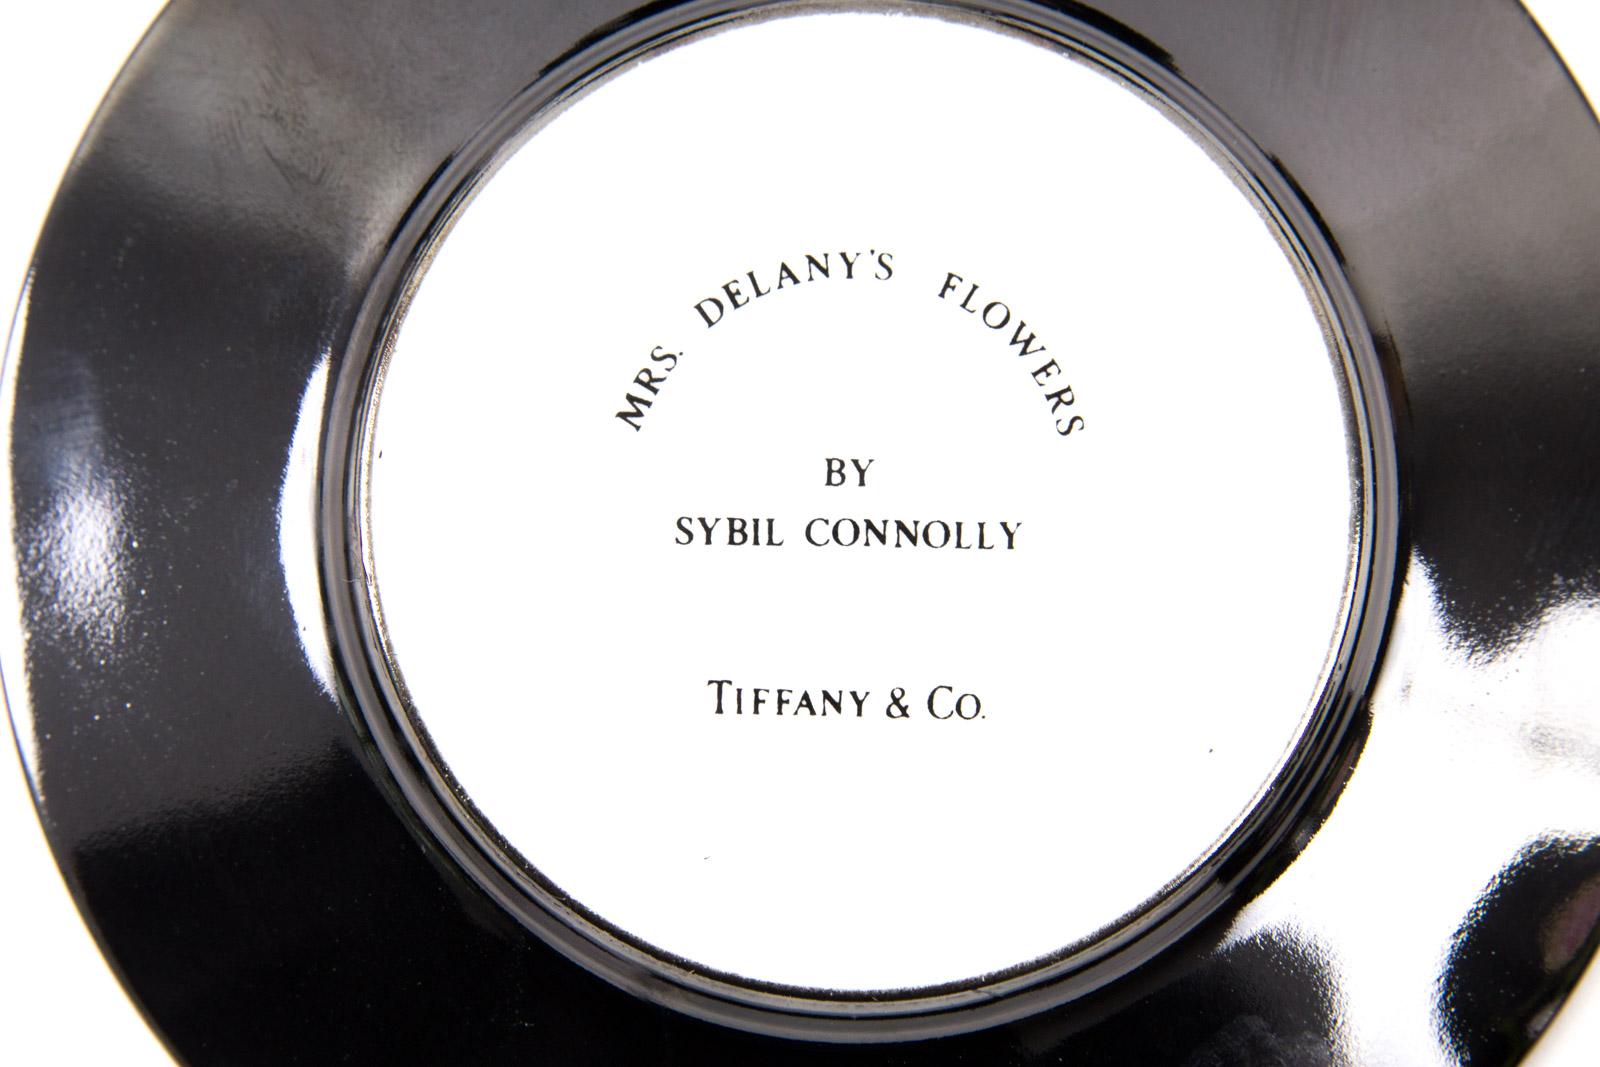 MRS. DELANY'S FLOWERS
BY
SYBIL CONNOLLY
TIFFANY & CO.